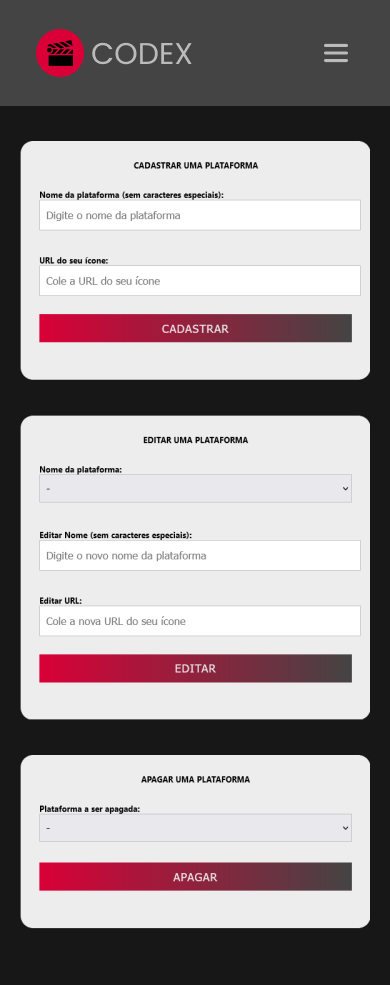 CODEX
CADASTRAR UMA PLATAFORMA
Nome da plataforma (sem caracteres especiais):
Digite o nome da plataforma
URL do seu ícone:
Cole a URL do seu ícone
CADASTRAR
EDITAR UMA PLATAFORMA
Nome da plataforma:
-
Editar Nome (sem caracteres especiais):
Digite o novo nome da plataforma
Editar URL:
Cole a nova URL do seu ícone
EDITAR
APAGAR UMA PLATAFORMA
Plataforma a ser apagada:
-
APAGAR